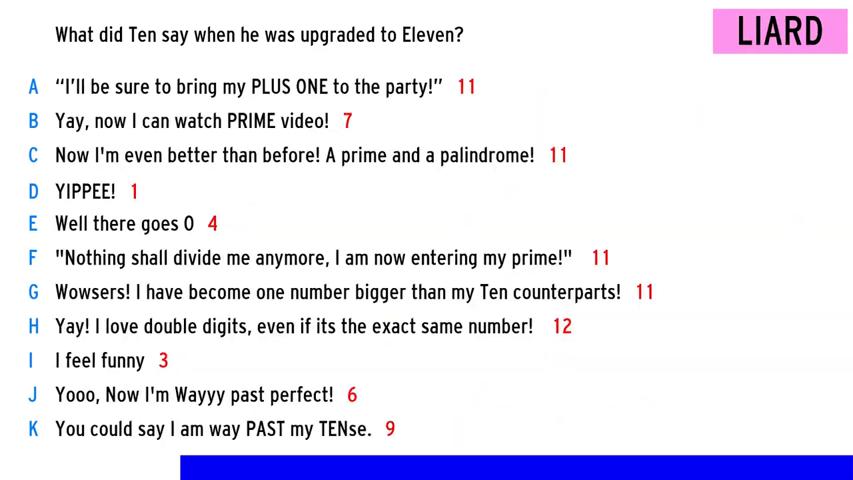 What did Ten say when he was upgraded to Eleven?
LIARD
A “I’ll be sure to bring my PLUS ONE to the party!” 11
B Yay, now I can watch PRIME video! 7
C Now I'm even better than before! A prime and a palindrome! 11
D YIPPEE! 1
E Well there goes 0 4
F "Nothing shall divide me anymore, I am now entering my prime!" 11
G Wowsers! I have become one number bigger than my Ten counterparts! 11
H Yay! I love double digits, even if its the exact same number! 12
I I feel funny 3
J Yooo, Now I'm Wayyy past perfect! 6
K You could say I am way PAST my TENse. 9